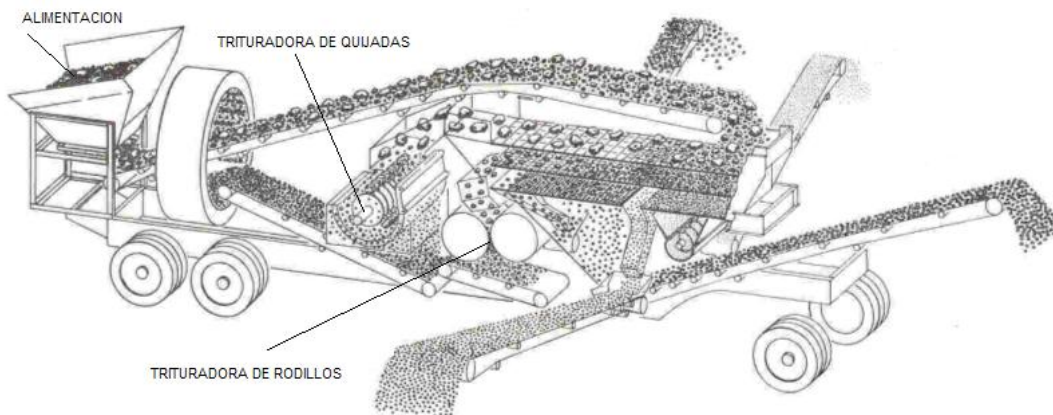 ALIMENTACION
TRITURADORA DE QUIJADAS
TRITURADORA DE RODILLOS